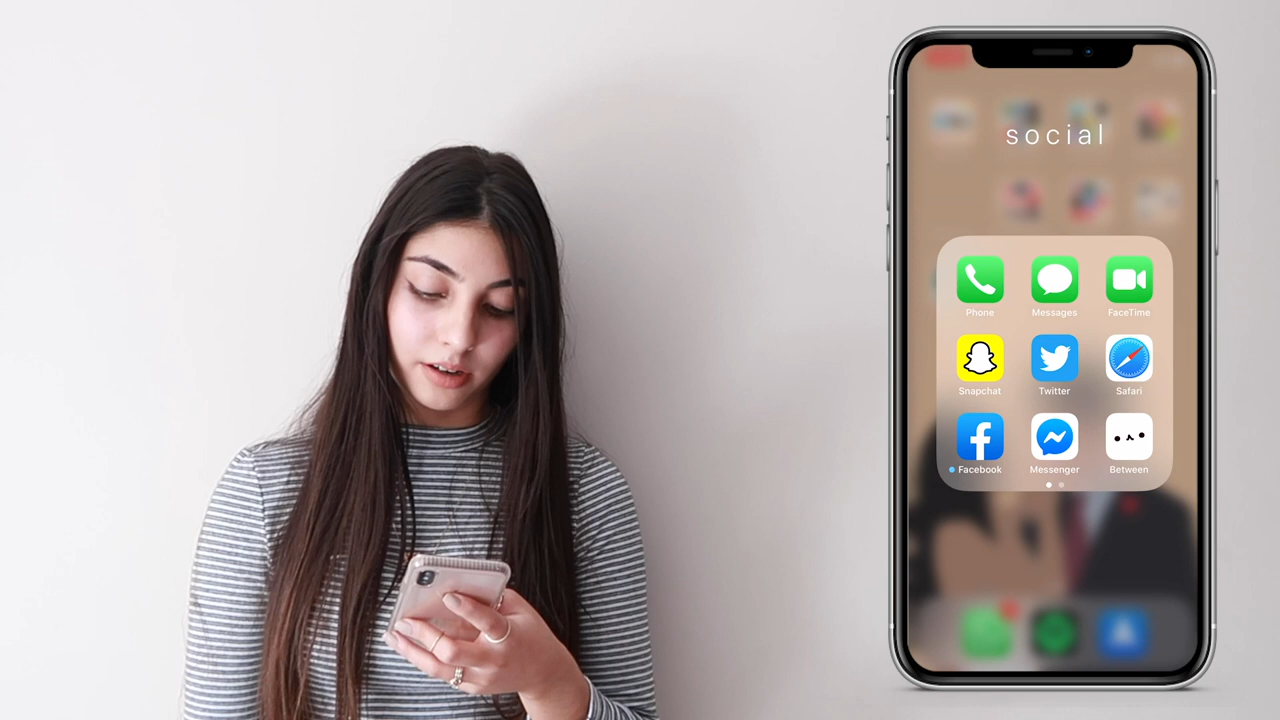 social
Phone
Messages
FaceTime
Snapchat
Twitter
Safari
Facebook
Messenger
Between